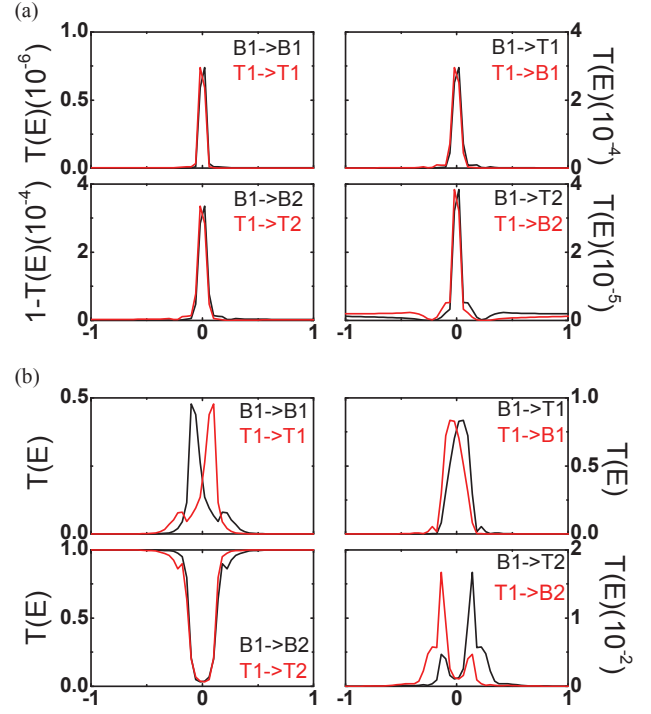 (a)
1.0
0.5
0.0
T(E)(10-6)
B1->B1
T1->T1
4
2
0
T(E)(10-4)
B1->T1
T1->B1
4
2
0
1-T(E)(10-4)
B1->B2
T1->T2
-1 0 1
4
2
0
T(E)(10-5)
B1->T2
T1->B2
-1 0 1
(b)
0.5
0.0
T(E)
B1->B1
T1->T1
1.0
0.5
0.0
T(E)
B1->T1
T1->B1
1.0
0.5
0.0
T(E)
B1->B2
T1->T2
-1 0 1
2
1
0
T(E)(10-2)
B1->T2
T1->B2
-1 0 1